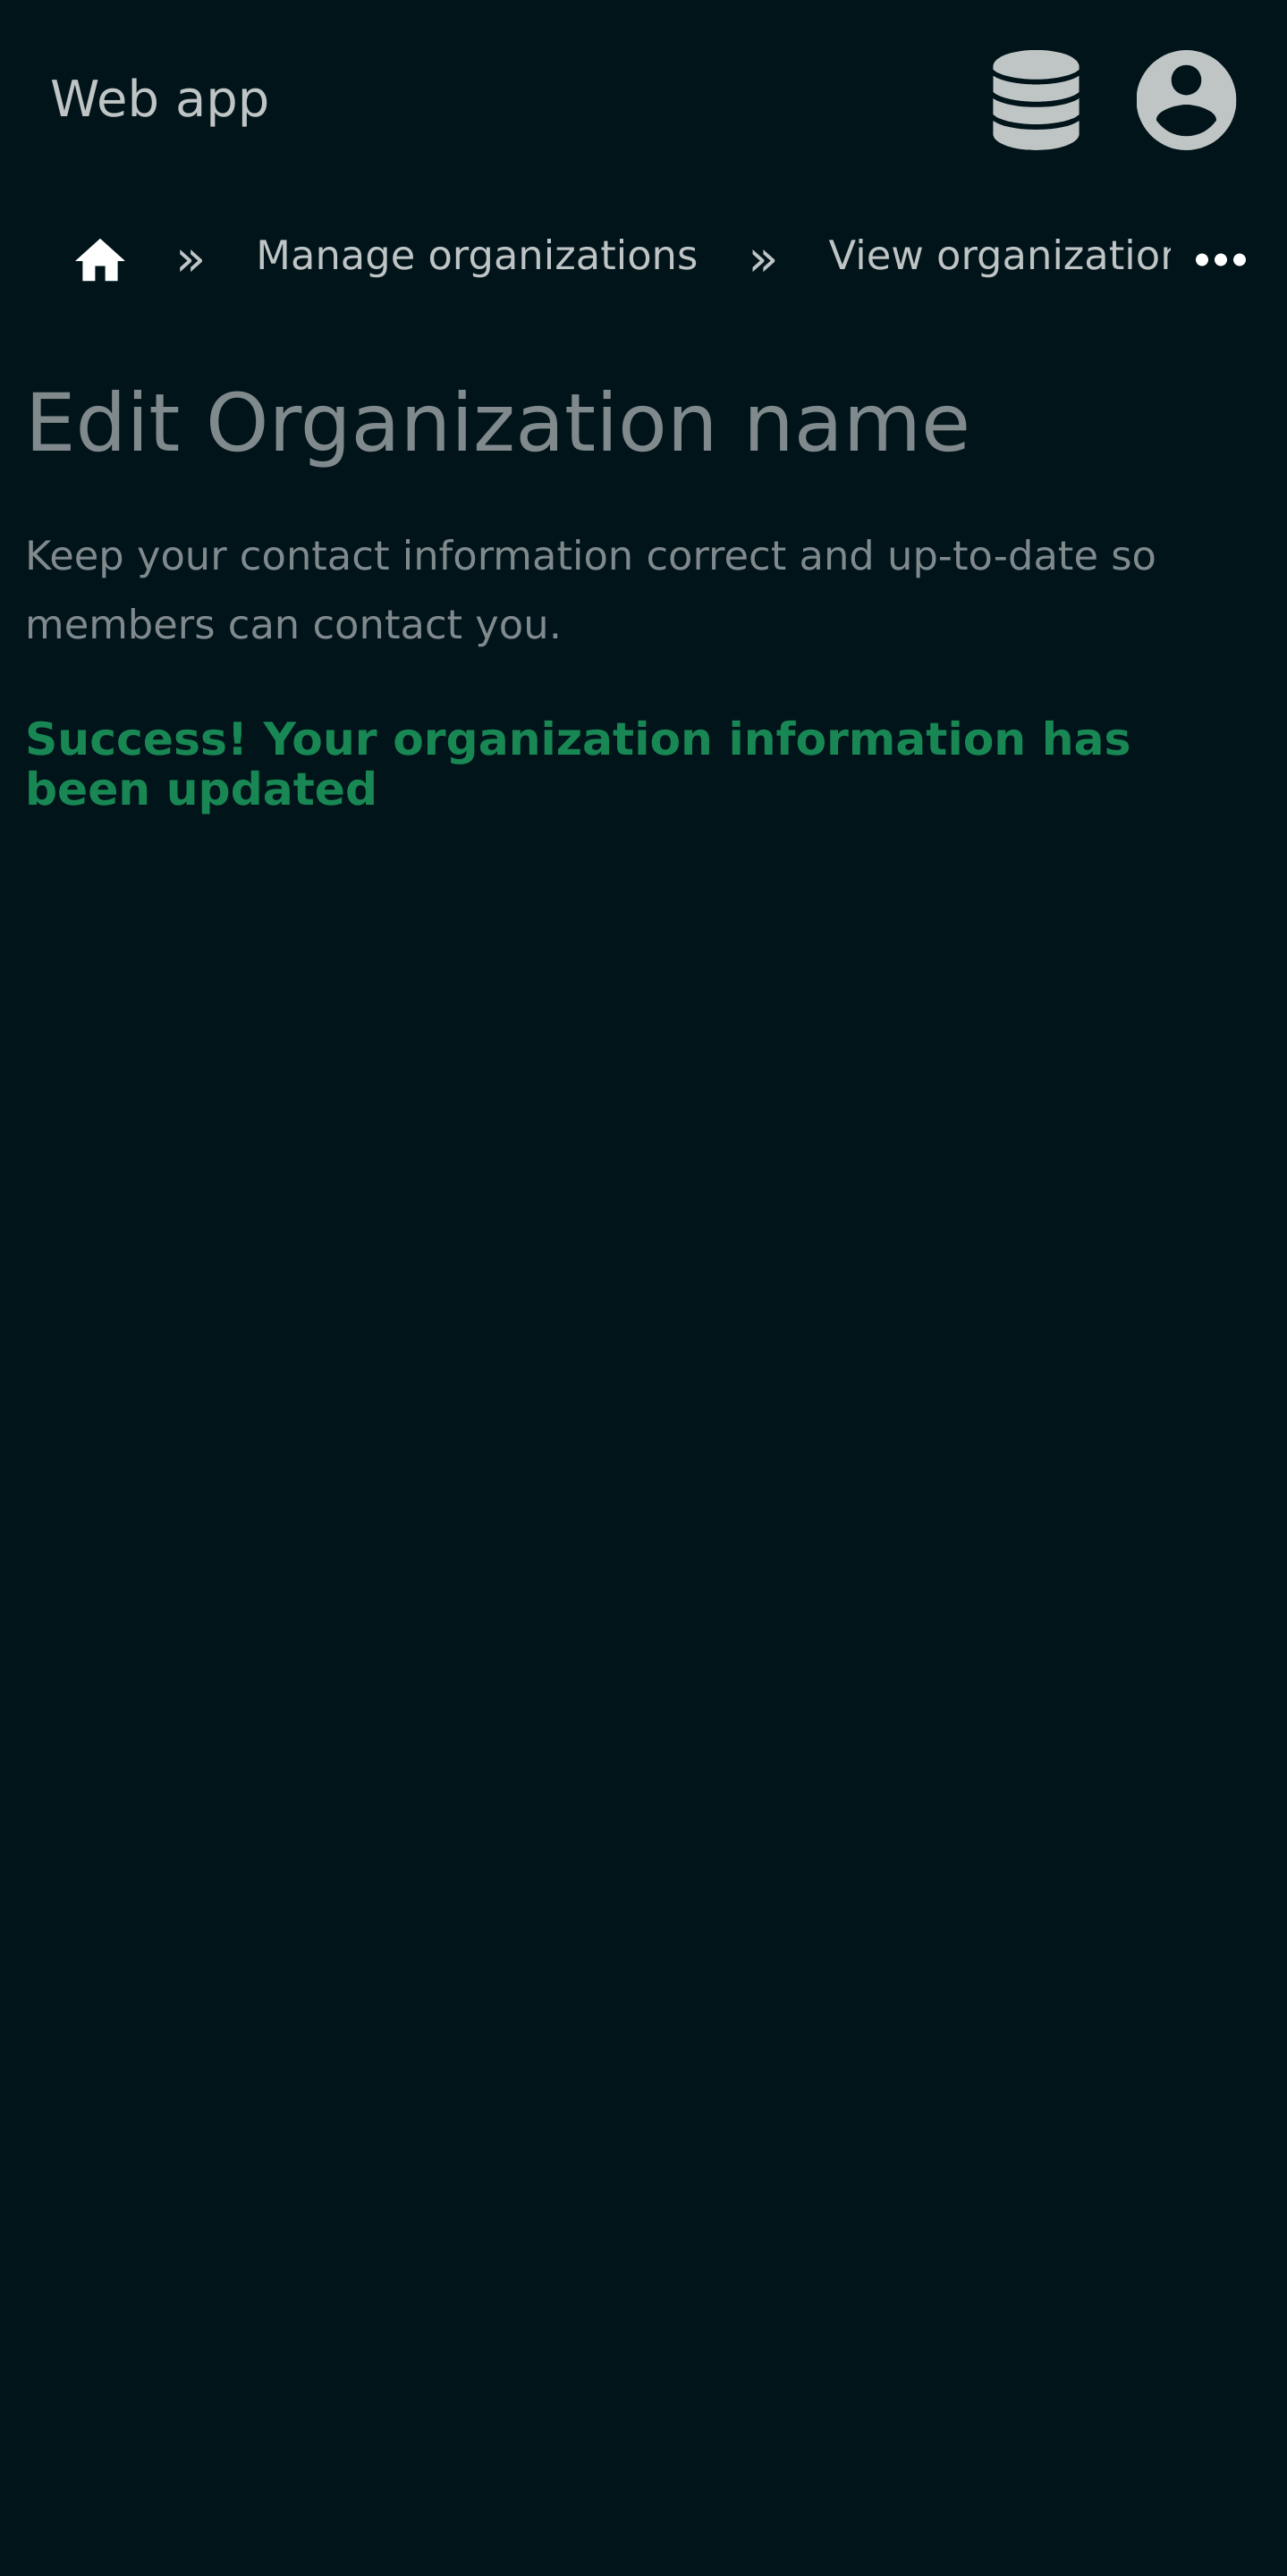 Web app
» Manage organizations » View organization
Edit Organization name
Keep your contact information correct and up-to-date so
members can contact you.
Success! Your organization information has
been updated